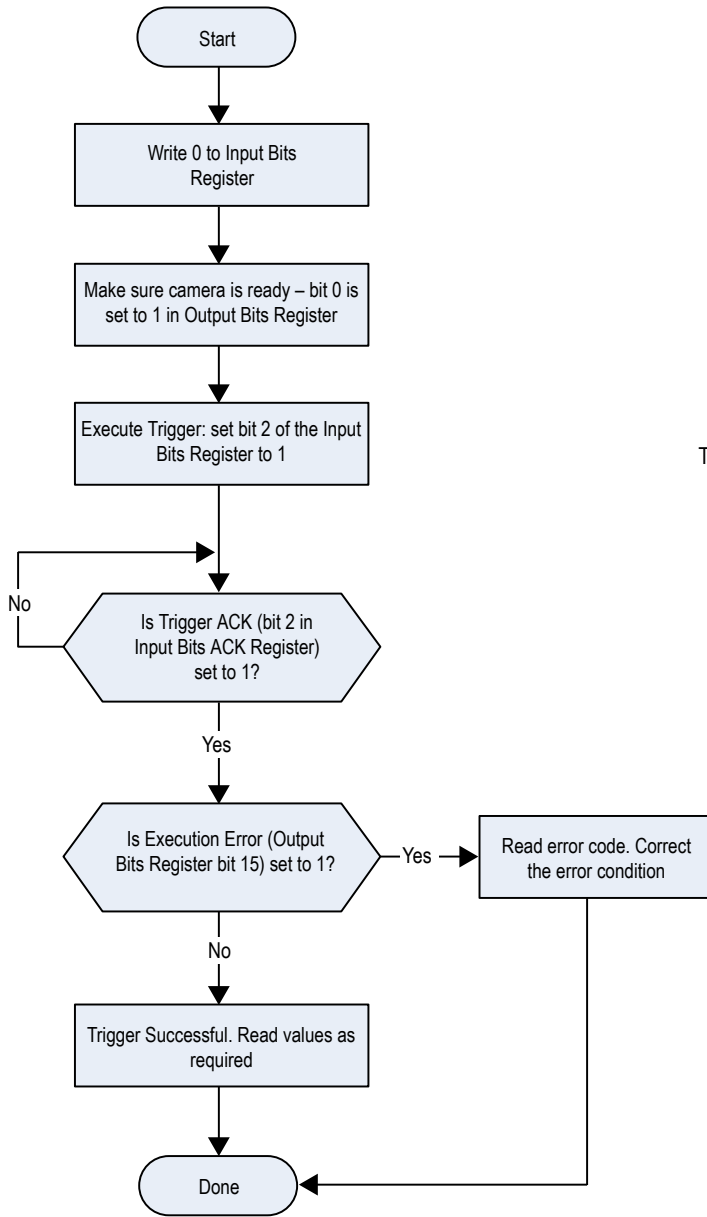 Start
Write 0 to Input Bits
Register
Make sure camera is ready – bit 0 is
set to 1 in Output Bits Register
Execute Trigger: set bit 2 of the Input
Bits Register to 1
T
No
Is Trigger ACK (bit 2 in
Input Bits ACK Register)
set to 1?
Yes
Is Execution Error (Output
Bits Register bit 15) set to 1?
Yes
Read error code. Correct
the error condition
No
Trigger Successful. Read values as
required
Done